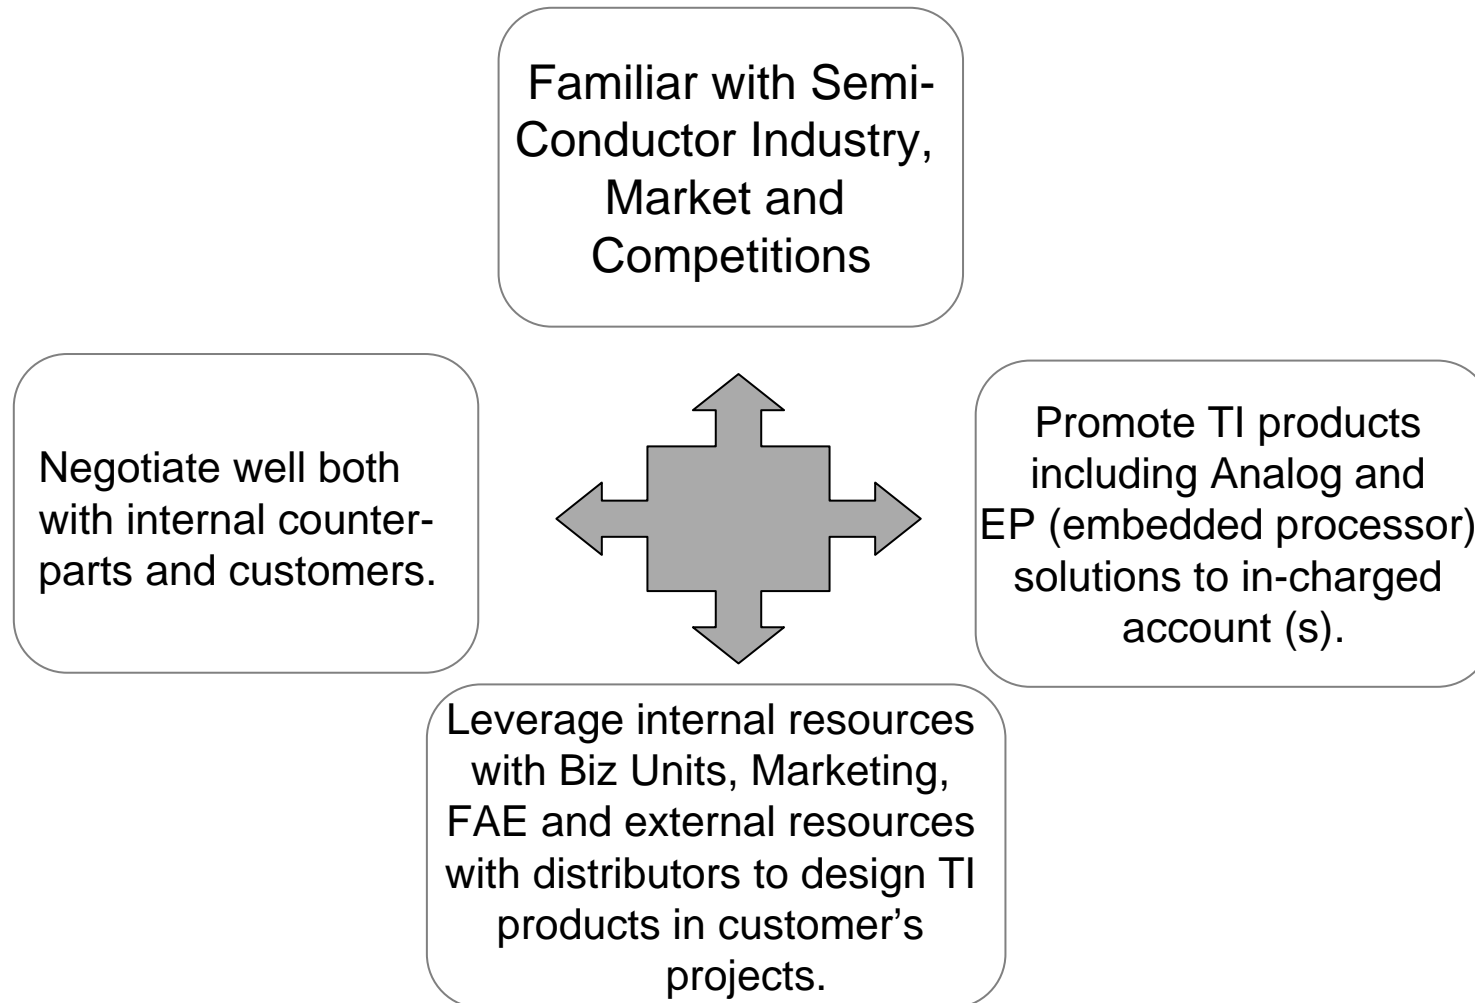 Familiar with Semi-
Conductor Industry,
Market and
Competitions
Negotiate well both
with internal counter-
parts and customers.
Promote TI products
including Analog and
EP (embedded processor)
solutions to in-charged
account (s).
Leverage internal resources
with Biz Units, Marketing,
FAE and external resources
with distributors to design TI
products in customer’s
projects.